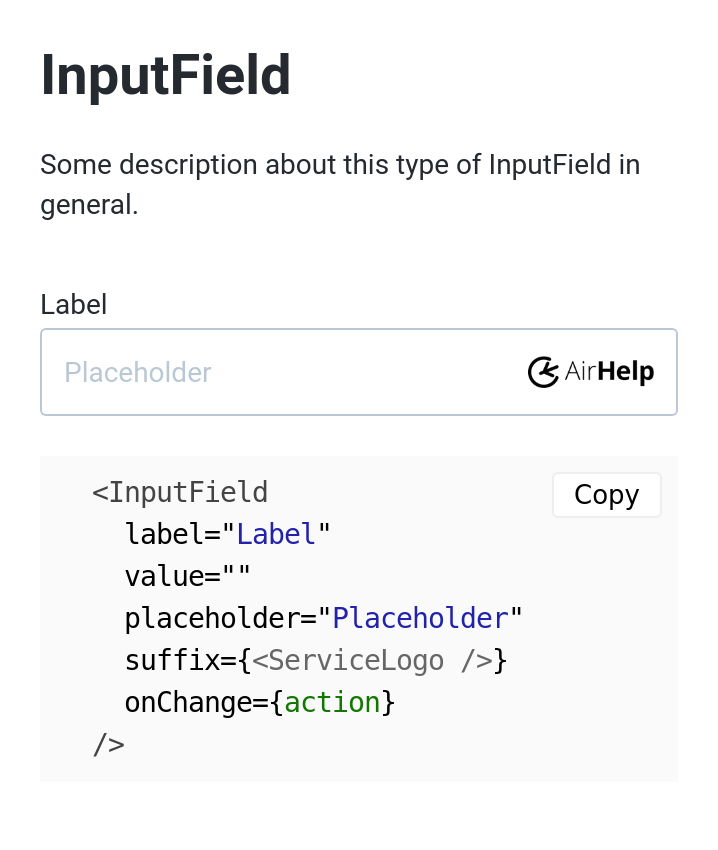 InputField
Some description about this type of InputField in
general.
Label
Placeholder
AirHelp
Copy
<InputField
  label="Label"
  value=""
  placeholder="Placeholder"
  suffix={<ServiceLogo />}
  onChange={action}
/>